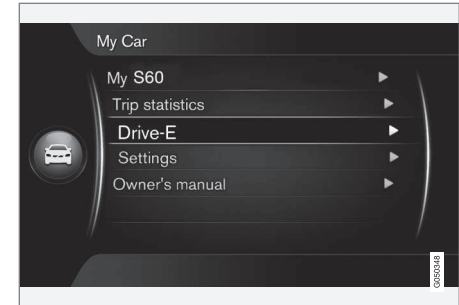 My Car
My S60
Trip statistics
Drive-E
Settings
Owner's manual
G050348